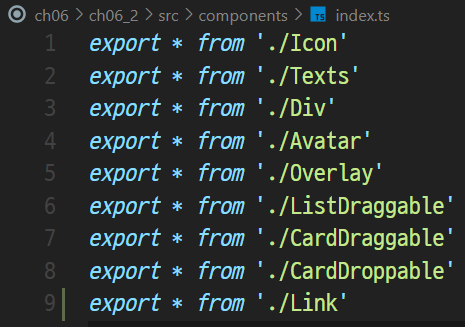 ch06 > ch06_2 > src > components > TS index.ts
1 export * from './Icon'
2 export * from './Texts'
3 export * from './Div'
4 export * from './Avatar'
5 export * from './Overlay'
6 export * from './ListDraggable'
7 export * from './CardDraggable'
8 export * from './CardDroppable'
9 export * from './Link'